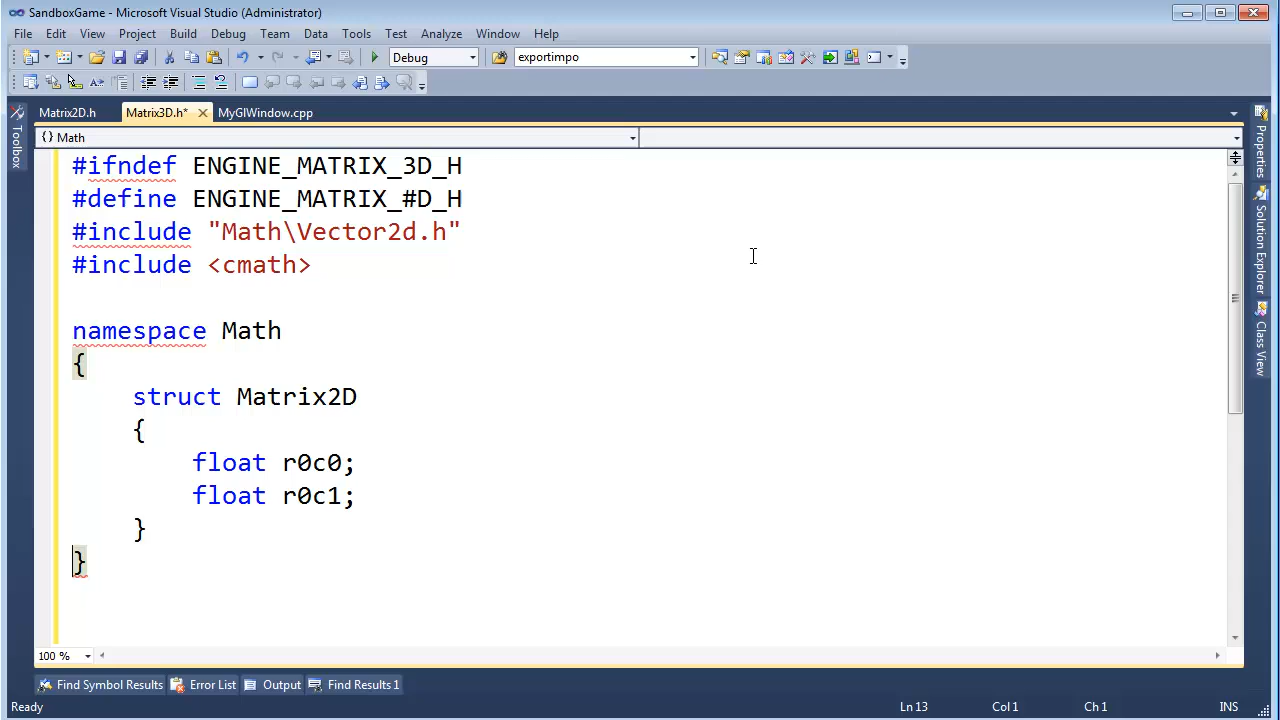 SandboxGame - Microsoft Visual Studio (Administrator)
File Edit View Project Build Debug Team Data Tools Test Analyze Window Help
Debug exportimpo
Matrix2D.h Matrix3D.h* MyGlWindow.cpp
Toolbox
{} Math
#ifndef ENGINE_MATRIX_3D_H
#define ENGINE_MATRIX_#D_H
#include "Math\Vector2d.h"
#include <cmath>
namespace Math
{
struct Matrix2D
{
float r0c0;
float r0c1;
}
}
Properties
Solution Explorer
Class View
100 %
Find Symbol Results Error List Output Find Results 1
Ready Ln 13 Col 1 Ch 1 INS